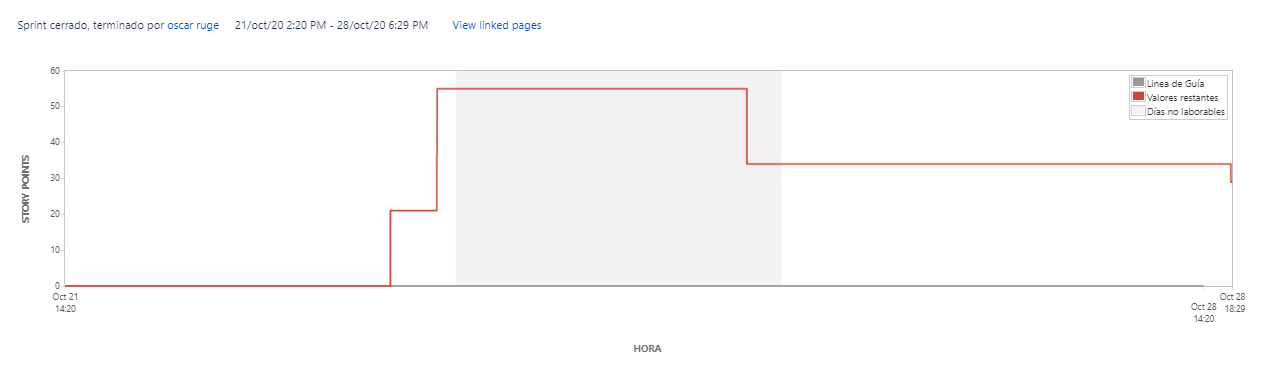 Sprint cerrado, terminado por oscar ruge 21/oct/20 2:20 PM - 28/oct/20 6:29 PM View linked pages
60
50
40
30
20
10
0
STORY POINTS
Linea de Guía
Valores restantes
Días no laborables
Oct 21
14:20
Oct 28
14:20
Oct 28
18:29
HORA